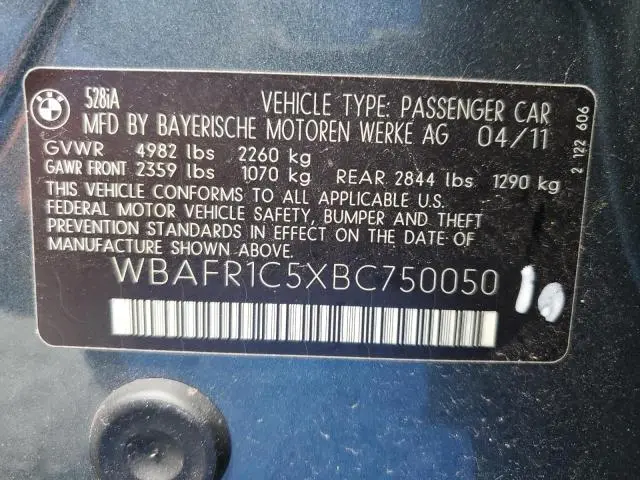 BMW
528iA
VEHICLE TYPE: PASSENGER CAR
MFD BY BAYERISCHE MOTOREN WERKE AG 04/11
GVWR 4982 lbs 2260 kg
GAWR FRONT 2359 lbs 1070 kg REAR 2844 lbs 1290 kg
THIS VEHICLE CONFORMS TO ALL APPLICABLE U.S.
FEDERAL MOTOR VEHICLE SAFETY, BUMPER AND THEFT
PREVENTION STANDARDS IN EFFECT ON THE DATE OF
MANUFACTURE SHOWN ABOVE.
WBAFR1C5XBC750050
10
2 122 606